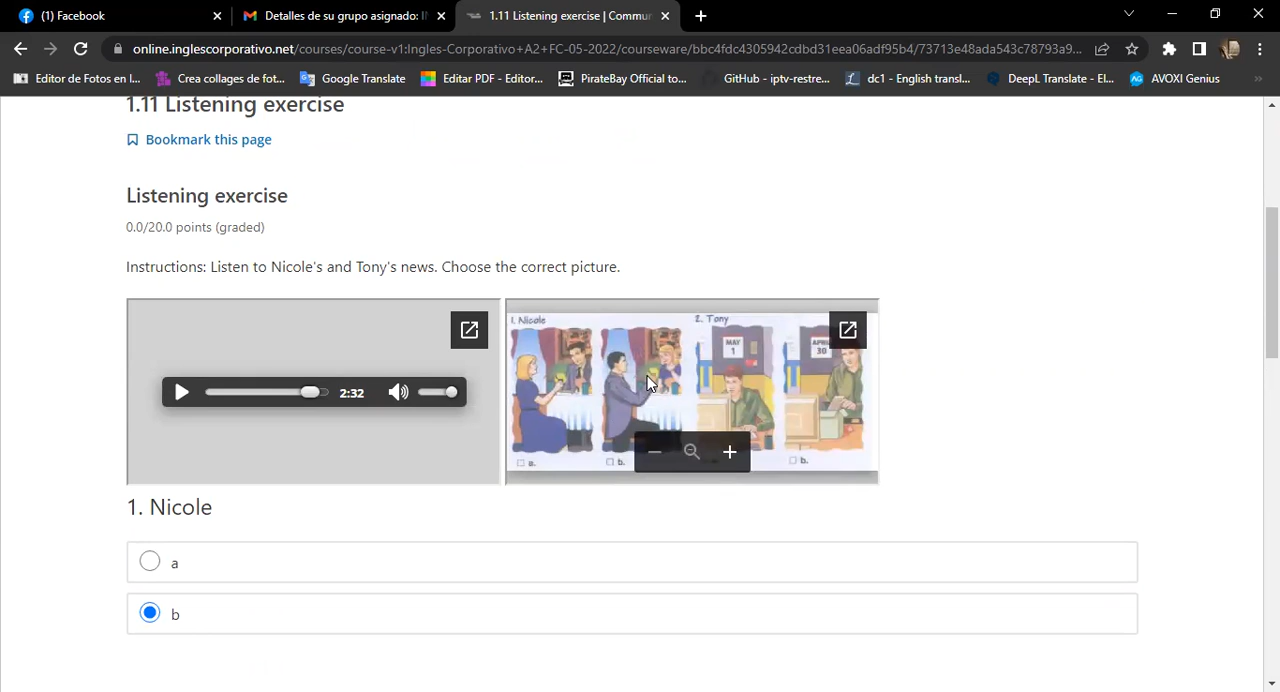 (1) Facebook
Detalles de su grupo asignado: I
1.11 Listening exercise | Commu
online.inglescorporativo.net/courses/course-v1:Ingles-Corporativo+A2+FC-05-2022/courseware/bbc4fdc4305942cdbd31eea06adf95b4/73713e48ada543c78793a9...
Editor de Fotos en l...
Crea collages de fot...
Google Translate
Editar PDF - Editor...
PirateBay Official to...
GitHub - iptv-restre...
dc1 - English transl...
DeepL Translate - El...
AVOXI Genius
1.11 Listening exercise
Bookmark this page
Listening exercise
0.0/20.0 points (graded)
Instructions: Listen to Nicole's and Tony's news. Choose the correct picture.
2:32
1. Nicole
2. Tony
MAY
1
APRIL
30
a.
b.
b.
1. Nicole
a
b